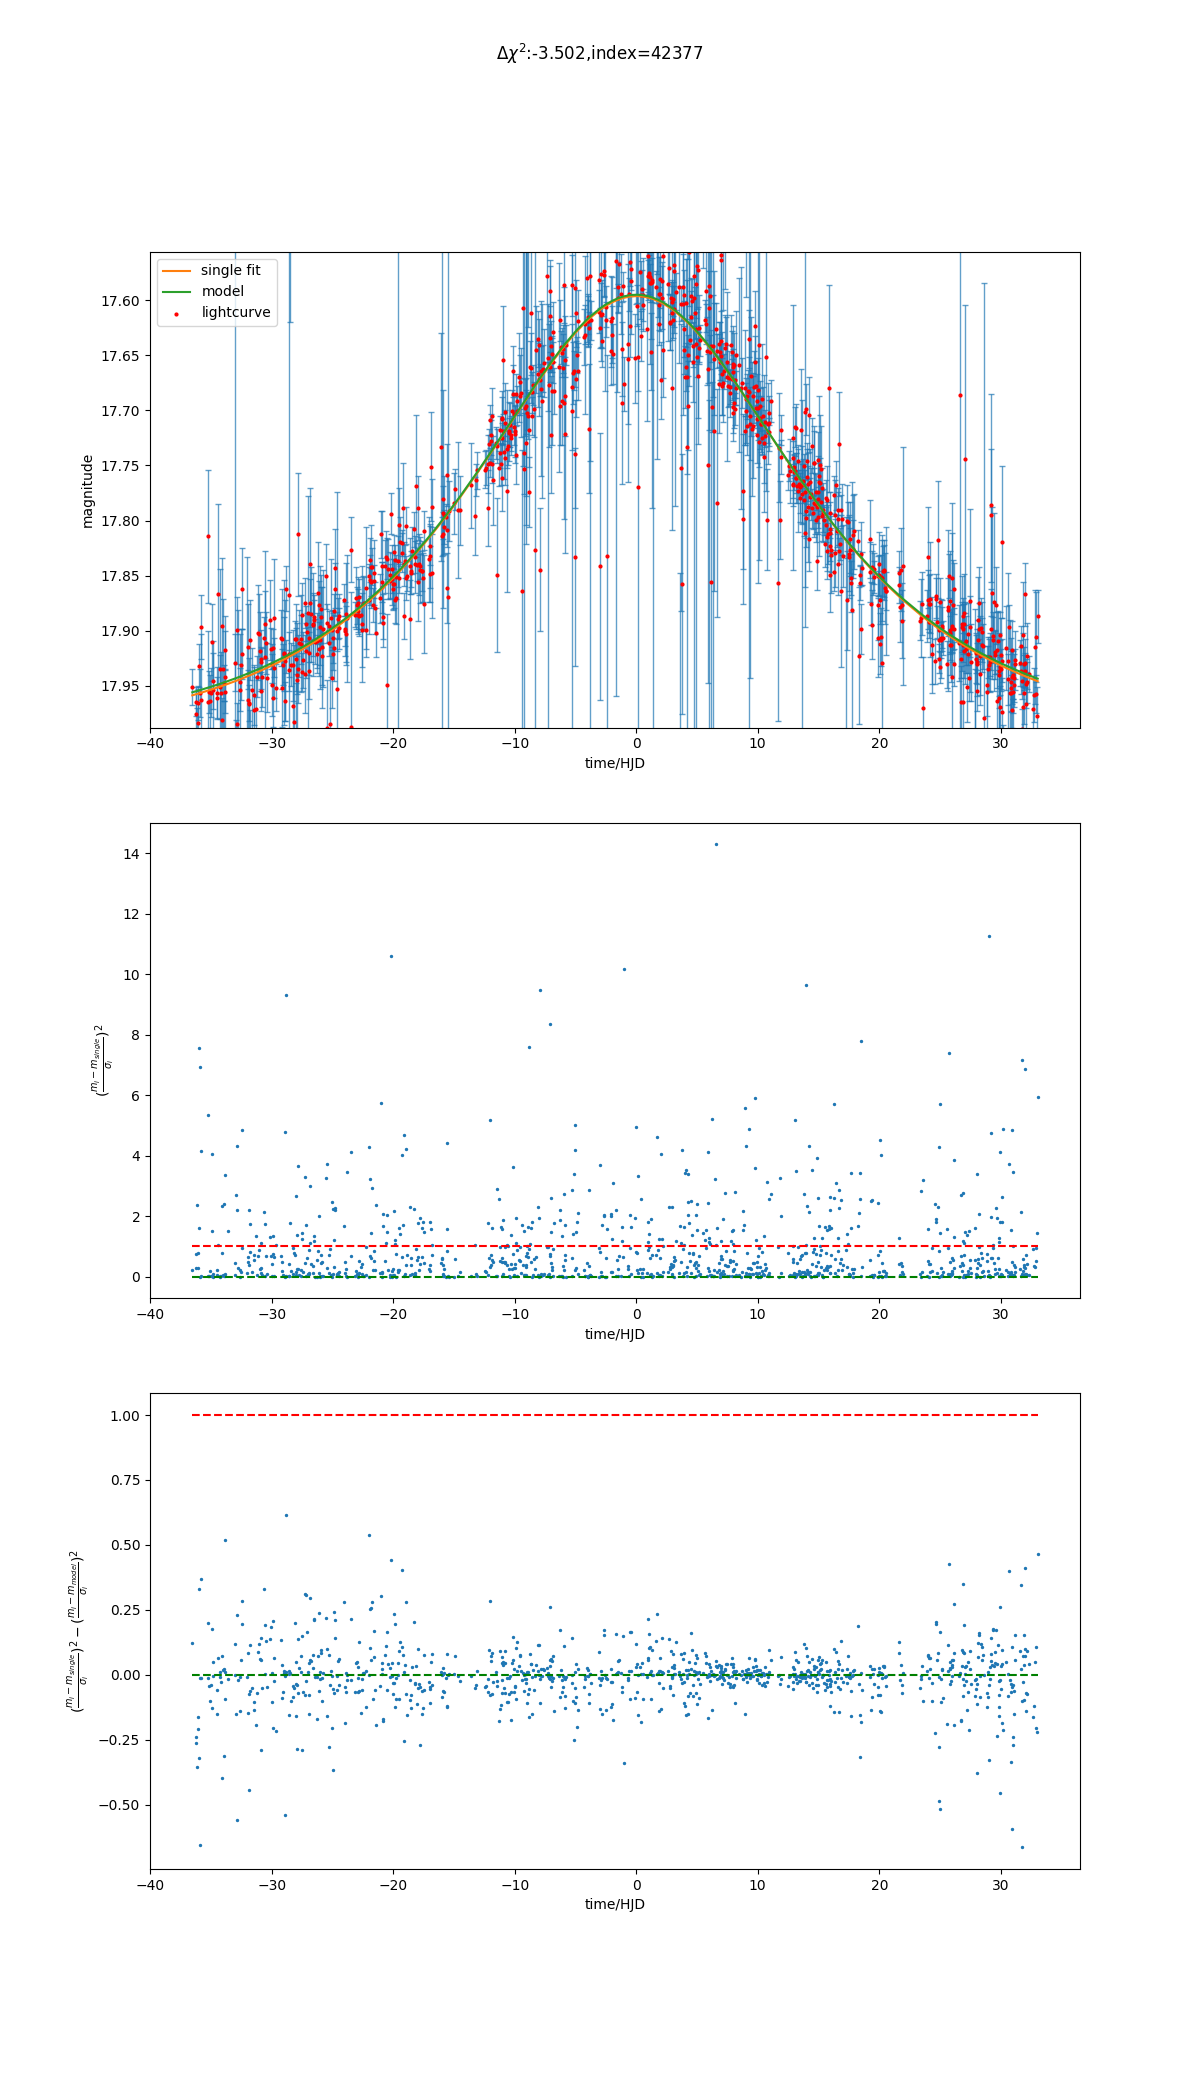 Δχ²:-3.502,index=42377
single fit
model
lightcurve
17.60
17.65
17.70
17.75
17.80
17.85
17.90
17.95
magnitude
−40 −30 −20 −10 0 10 20 30
time/HJD
14
12
10
8
6
4
2
0
(\frac{m_i − m_{single}}{σ_i})²
−40 −30 −20 −10 0 10 20 30
time/HJD
1.00
0.75
0.50
0.25
0.00
−0.25
−0.50
(\frac{m_i − m_{single}}{σ_i})² − (\frac{m_i − m_{model}}{σ_i})²
−40 −30 −20 −10 0 10 20 30
time/HJD